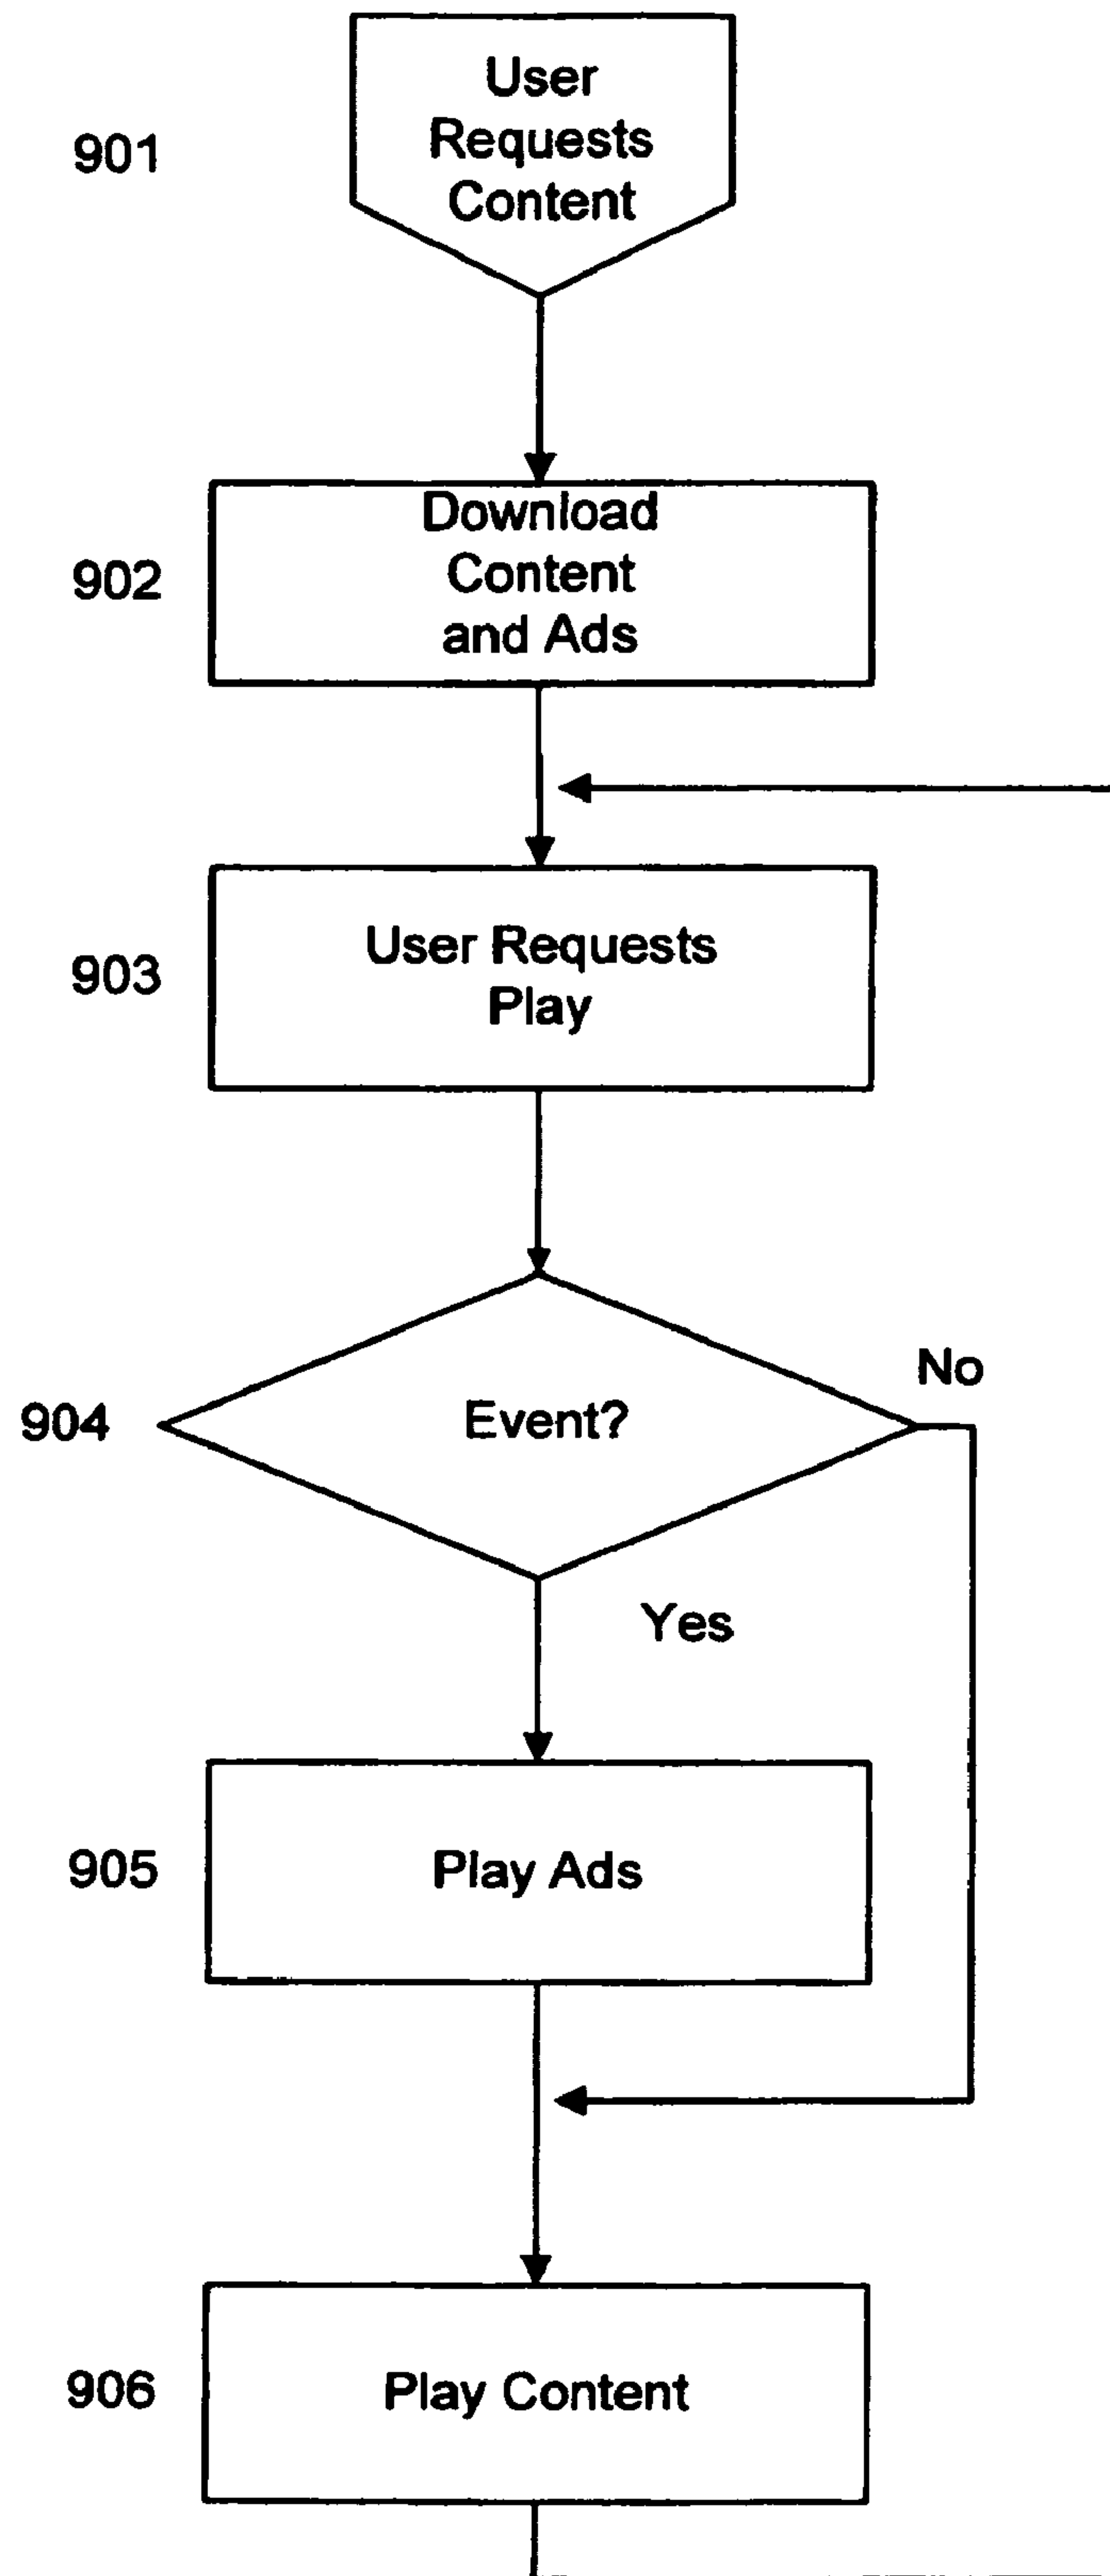 901
User
Requests
Content
902
Download
Content
and Ads
903
User Requests
Play
904
Event?
No
Yes
905
Play Ads
906
Play Content